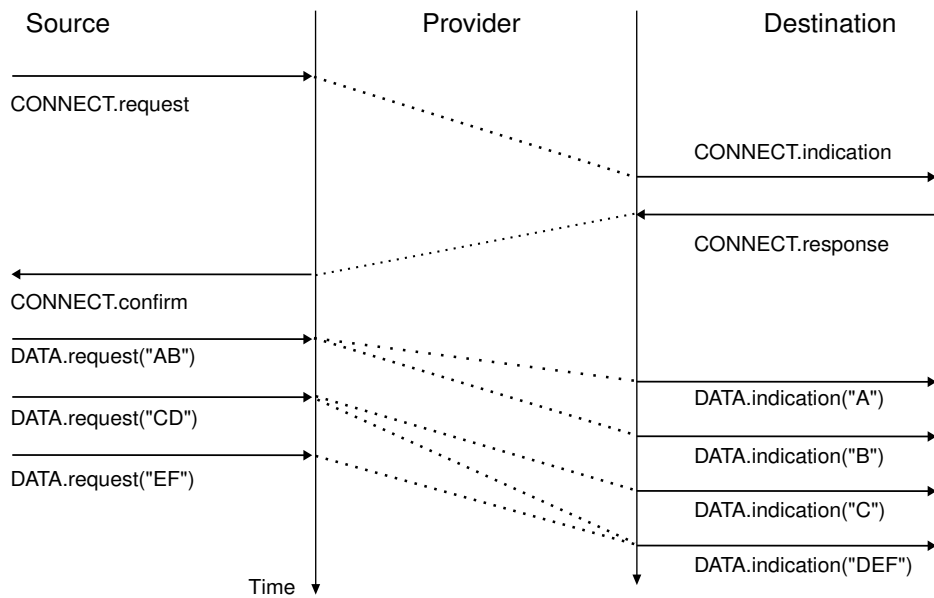 Source Provider Destination
CONNECT.request
CONNECT.indication
CONNECT.response
CONNECT.confirm
DATA.request("AB")
DATA.indication("A")
DATA.request("CD")
DATA.indication("B")
DATA.request("EF")
DATA.indication("C")
DATA.indication("DEF")
Time